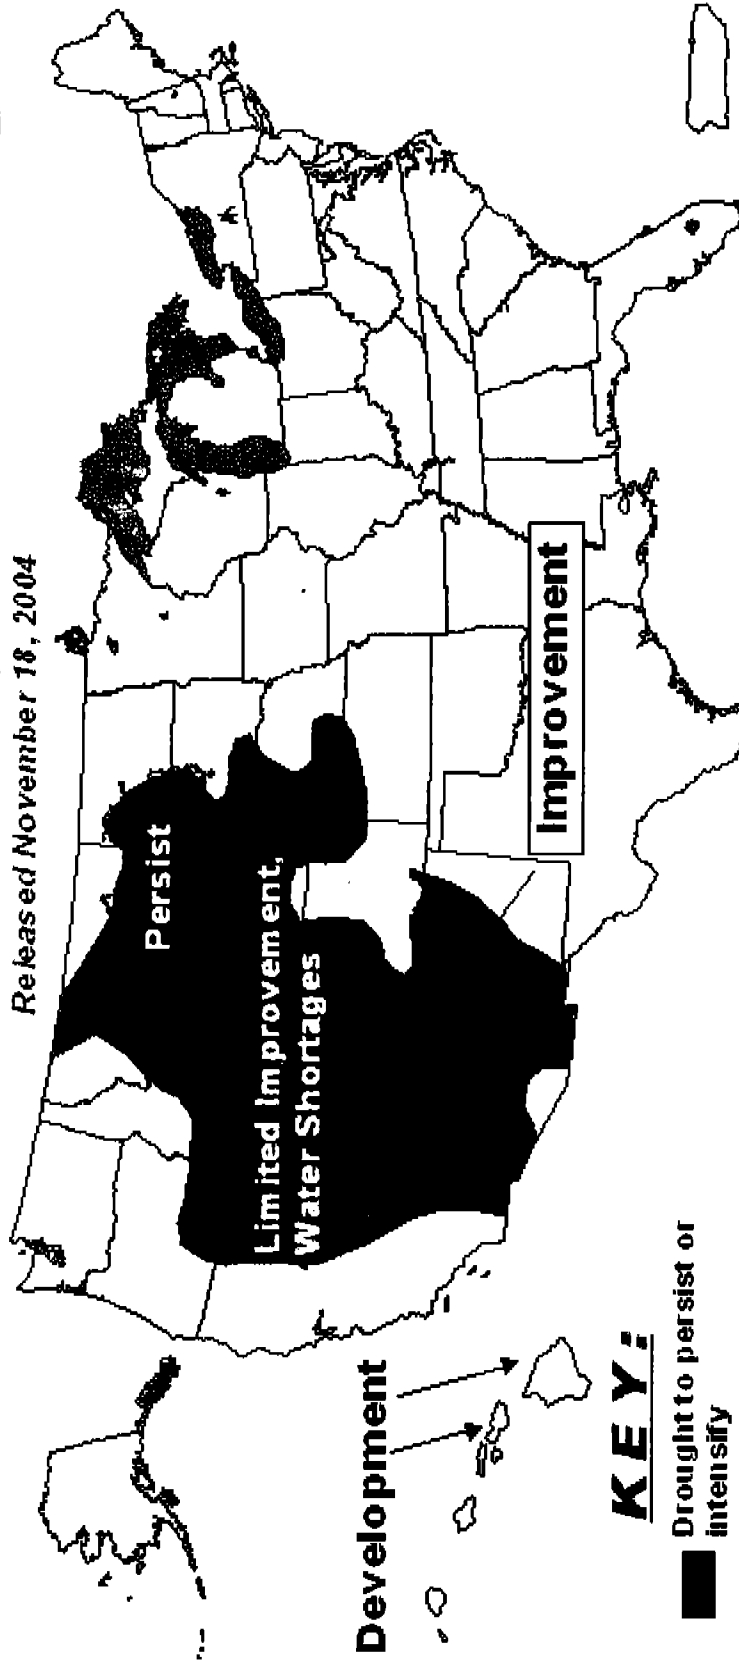 Released November 18, 2004
Persist
Limited Improvement,
Water Shortages
Improvement
Development
KEY:
Drought to persist or
intensify